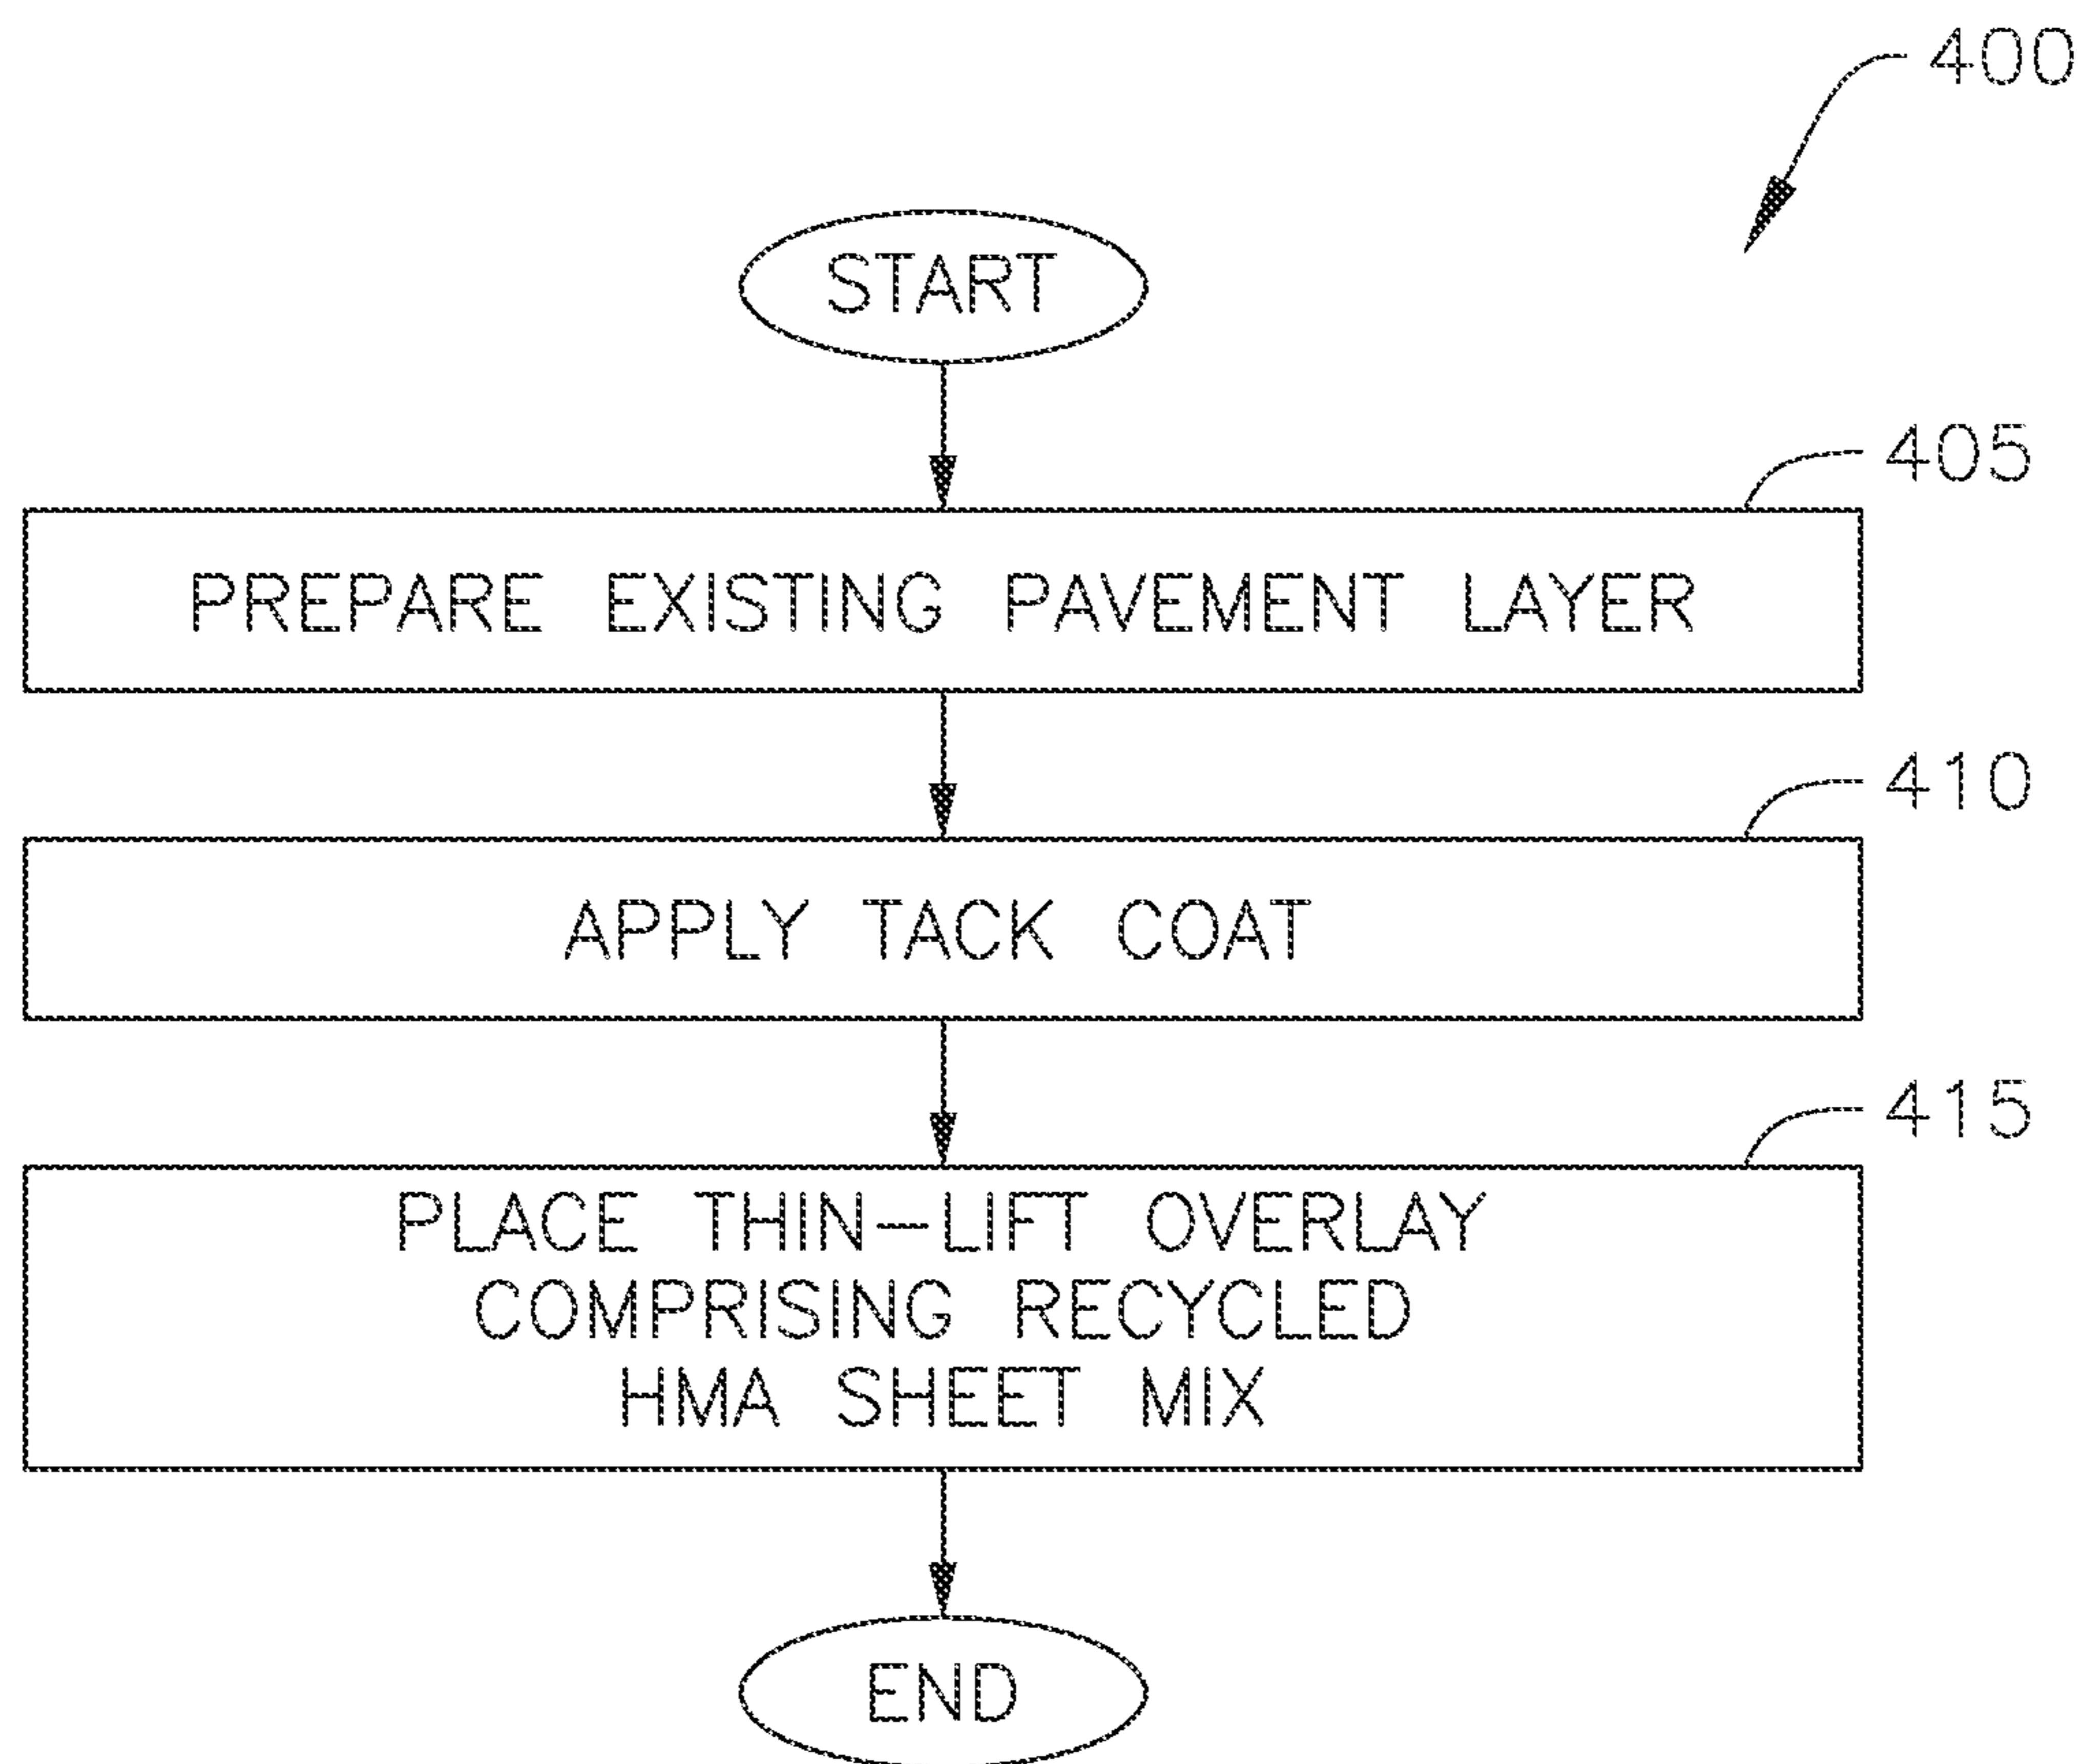 400
START
405
PREPARE EXISTING PAVEMENT LAYER
410
APPLY TACK COAT
415
PLACE THIN-LIFT OVERLAY
COMPRISING RECYCLED
HMA SHEET MIX
END